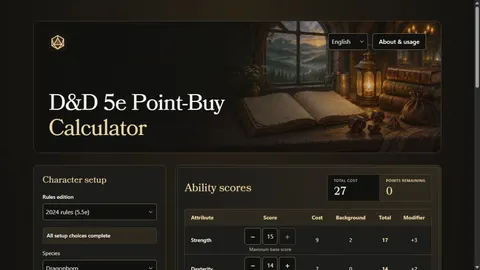 English
About & usage
D&D 5e Point-Buy
Calculator
Character setup
Rules edition
2024 rules (5.5e)
All setup choices complete
Species
Dragonborn
Ability scores
TOTAL COST
27
POINTS REMAINING
0
Attribute Score Cost Background Total Modifier
Strength − 15 + 9 2 17 +3
Maximum base score
Dexterity − 14 + 7 0 14 +2